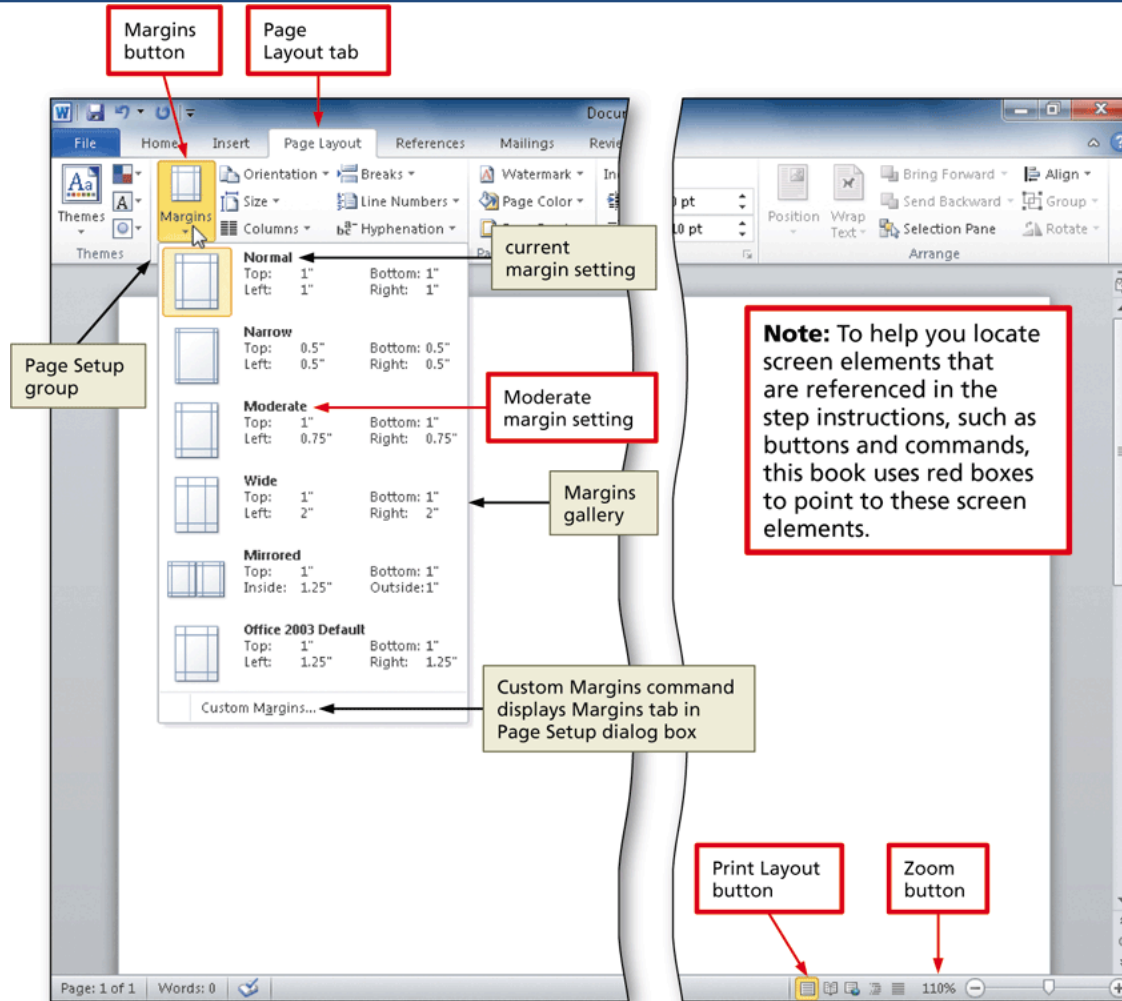 Margins
button
Page
Layout tab
W
File Home Insert Page Layout References Mailings
Themes
Themes
Margins
Orientation
Size
Columns
Breaks
Line Numbers
Hyphenation
Watermark
Page Color
10 pt
Position
Wrap
Text
Bring Forward
Send Backward
Selection Pane
Align
Group
Rotate
Arrange
current
margin setting
Page Setup
group
Normal
Top: 1" Bottom: 1"
Left: 1" Right: 1"
Narrow
Top: 0.5" Bottom: 0.5"
Left: 0.5" Right: 0.5"
Moderate
Top: 1" Bottom: 1"
Left: 0.75" Right: 0.75"
Wide
Top: 1" Bottom: 1"
Left: 2" Right: 2"
Mirrored
Top: 1" Bottom: 1"
Inside: 1.25" Outside: 1"
Office 2003 Default
Top: 1" Bottom: 1"
Left: 1.25" Right: 1.25"
Custom Margins...
Moderate
margin setting
Margins
gallery
Custom Margins command
displays Margins tab in
Page Setup dialog box
Note: To help you locate
screen elements that
are referenced in the
step instructions, such as
buttons and commands,
this book uses red boxes
to point to these screen
elements.
Print Layout
button
Zoom
button
Page: 1 of 1 Words: 0
110%